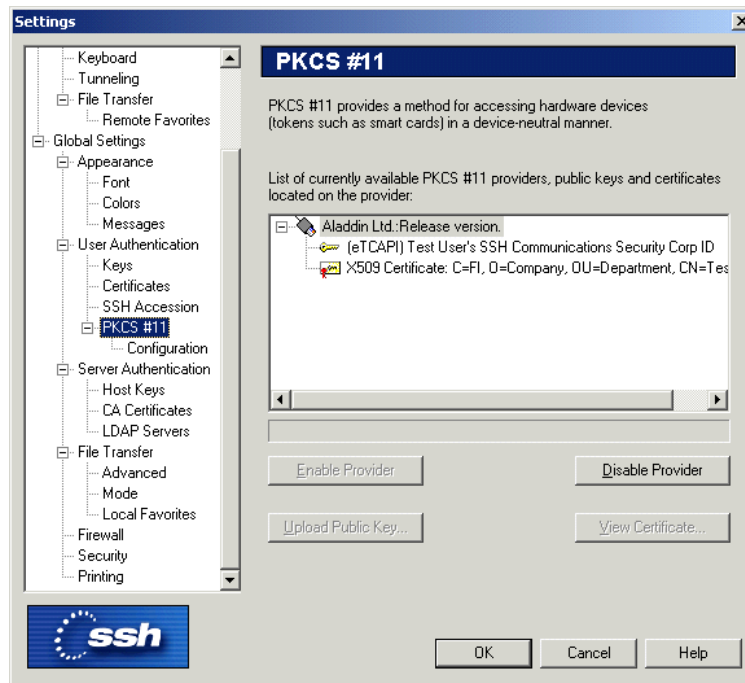 Settings
Keyboard
Tunneling
File Transfer
Remote Favorites
Global Settings
Appearance
Font
Colors
Messages
User Authentication
Keys
Certificates
SSH Accession
PKCS #11
Configuration
Server Authentication
Host Keys
CA Certificates
LDAP Servers
File Transfer
Advanced
Mode
Local Favorites
Firewall
Security
Printing
ssh
PKCS #11
PKCS #11 provides a method for accessing hardware devices
(tokens such as smart cards) in a device-neutral manner.
List of currently available PKCS #11 providers, public keys and certificates
located on the provider:
Aladdin Ltd.:Release version.
(eTCAPI) Test User's SSH Communications Security Corp ID
X509 Certificate: C=FI, O=Company, OU=Department, CN=Tes
Enable Provider
Disable Provider
Upload Public Key...
View Certificate...
OK
Cancel
Help